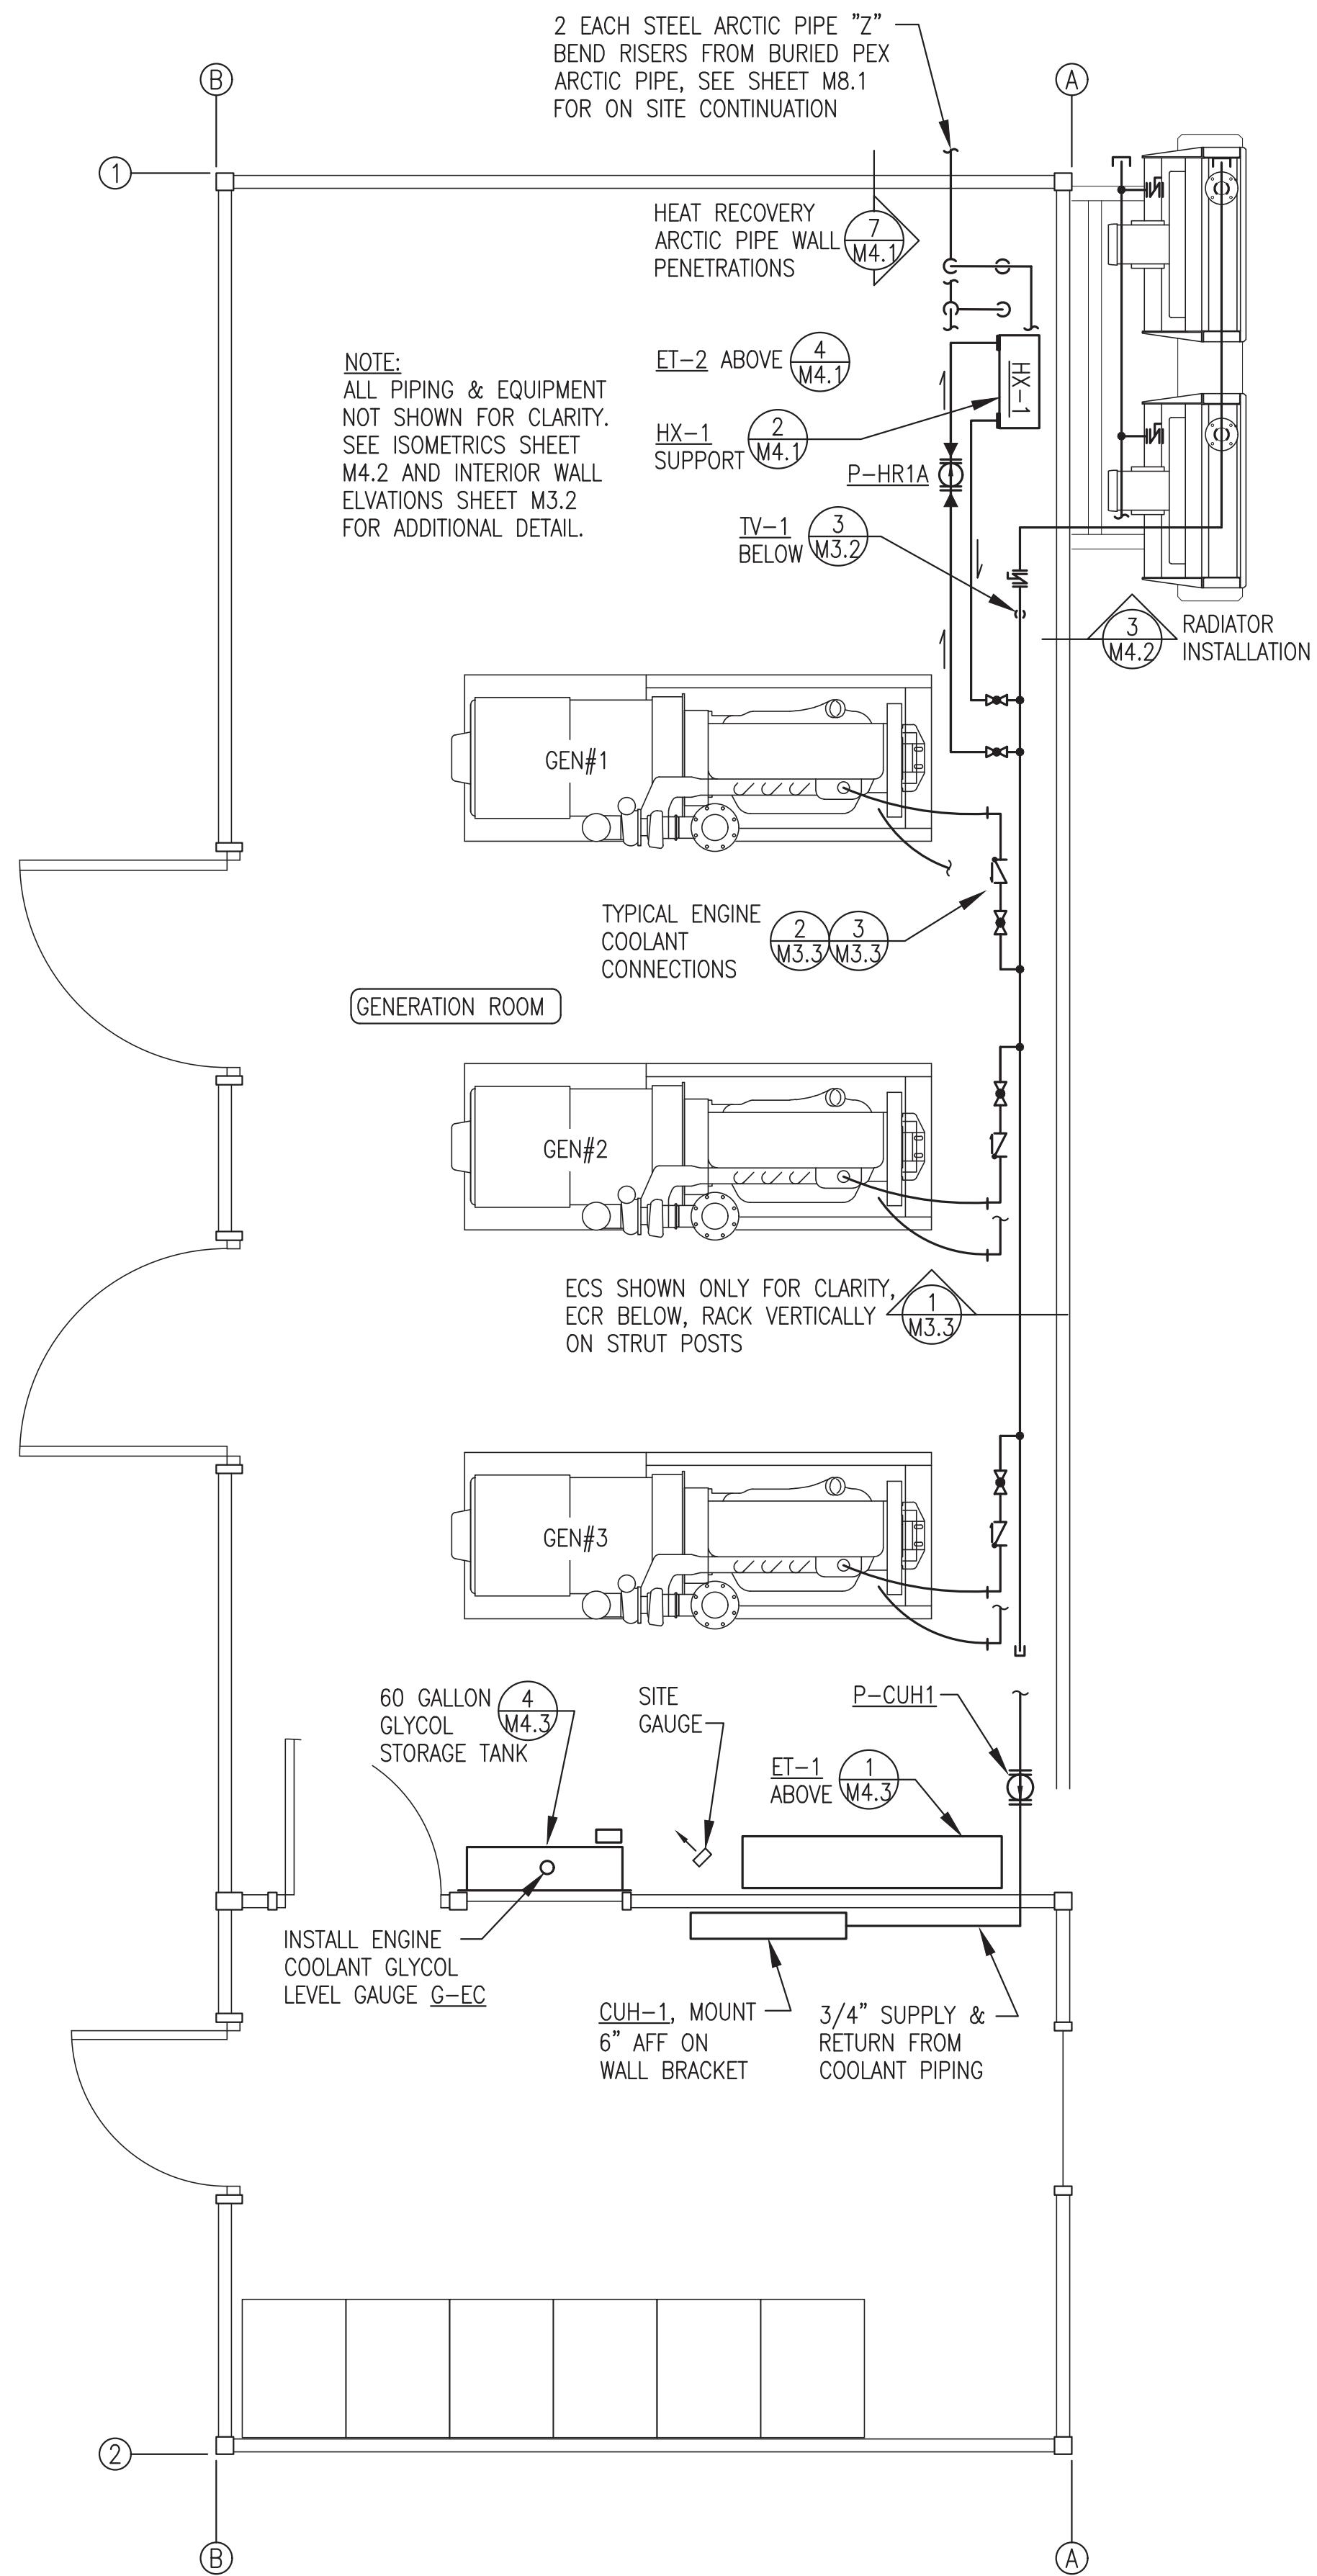 2 EACH STEEL ARCTIC PIPE "Z"
BEND RISERS FROM BURIED PEX
ARCTIC PIPE, SEE SHEET M8.1
FOR ON SITE CONTINUATION
B
A
1
HEAT RECOVERY
ARCTIC PIPE WALL
PENETRATIONS
7
M4.1
NOTE:
ALL PIPING & EQUIPMENT
NOT SHOWN FOR CLARITY.
SEE ISOMETRICS SHEET
M4.2 AND INTERIOR WALL
ELVATIONS SHEET M3.2
FOR ADDITIONAL DETAIL.
ET-2 ABOVE
4
M4.1
HX-1
HX-1
SUPPORT
2
M4.1
P-HR1A
TV-1
BELOW
3
M3.2
3
M4.2
RADIATOR
INSTALLATION
GEN#1
TYPICAL ENGINE
COOLANT
CONNECTIONS
2
M3.3
3
M3.3
GENERATION ROOM
GEN#2
ECS SHOWN ONLY FOR CLARITY,
ECR BELOW, RACK VERTICALLY
ON STRUT POSTS
1
M3.3
GEN#3
60 GALLON
GLYCOL
STORAGE TANK
4
M4.3
SITE
GAUGE
P-CUH1
ET-1
ABOVE
1
M4.3
INSTALL ENGINE
COOLANT GLYCOL
LEVEL GAUGE G-EC
CUH-1, MOUNT
6" AFF ON
WALL BRACKET
3/4" SUPPLY &
RETURN FROM
COOLANT PIPING
2
B
A